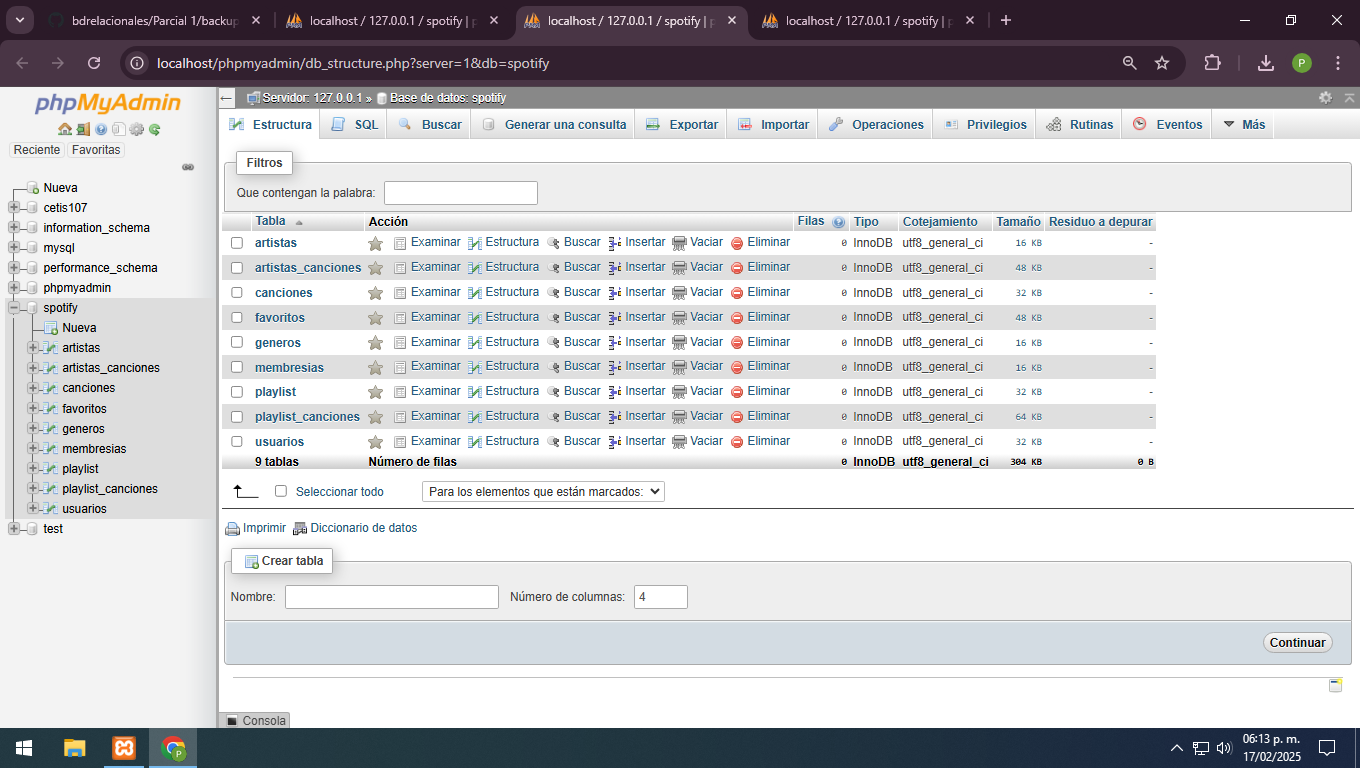 bdrelacionales/Parcial 1/backup
localhost / 127.0.0.1 / spotify | p
localhost / 127.0.0.1 / spotify | p
localhost / 127.0.0.1 / spotify | p
localhost/phpmyadmin/db_structure.php?server=1&db=spotify
P
phpMyAdmin
Reciente Favoritas
Nueva
cetis107
information_schema
mysql
performance_schema
phpmyadmin
spotify
Nueva
artistas
artistas_canciones
canciones
favoritos
generos
membresias
playlist
playlist_canciones
usuarios
test
Servidor: 127.0.0.1 » Base de datos: spotify
Estructura SQL Buscar Generar una consulta Exportar Importar Operaciones Privilegios Rutinas Eventos Más
Filtros
Que contengan la palabra:
Tabla Acción Filas Tipo Cotejamiento Tamaño Residuo a depurar
artistas Examinar Estructura Buscar Insertar Vaciar Eliminar 0 InnoDB utf8_general_ci 16 KB -
artistas_canciones Examinar Estructura Buscar Insertar Vaciar Eliminar 0 InnoDB utf8_general_ci 48 KB -
canciones Examinar Estructura Buscar Insertar Vaciar Eliminar 0 InnoDB utf8_general_ci 32 KB -
favoritos Examinar Estructura Buscar Insertar Vaciar Eliminar 0 InnoDB utf8_general_ci 48 KB -
generos Examinar Estructura Buscar Insertar Vaciar Eliminar 0 InnoDB utf8_general_ci 16 KB -
membresias Examinar Estructura Buscar Insertar Vaciar Eliminar 0 InnoDB utf8_general_ci 16 KB -
playlist Examinar Estructura Buscar Insertar Vaciar Eliminar 0 InnoDB utf8_general_ci 32 KB -
playlist_canciones Examinar Estructura Buscar Insertar Vaciar Eliminar 0 InnoDB utf8_general_ci 64 KB -
usuarios Examinar Estructura Buscar Insertar Vaciar Eliminar 0 InnoDB utf8_general_ci 32 KB -
9 tablas Número de filas 0 InnoDB utf8_general_ci 304 KB 0 B
Seleccionar todo Para los elementos que están marcados:
Imprimir Diccionario de datos
Crear tabla
Nombre: Número de columnas: 4
Continuar
Consola
P
06:13 p. m.
17/02/2025